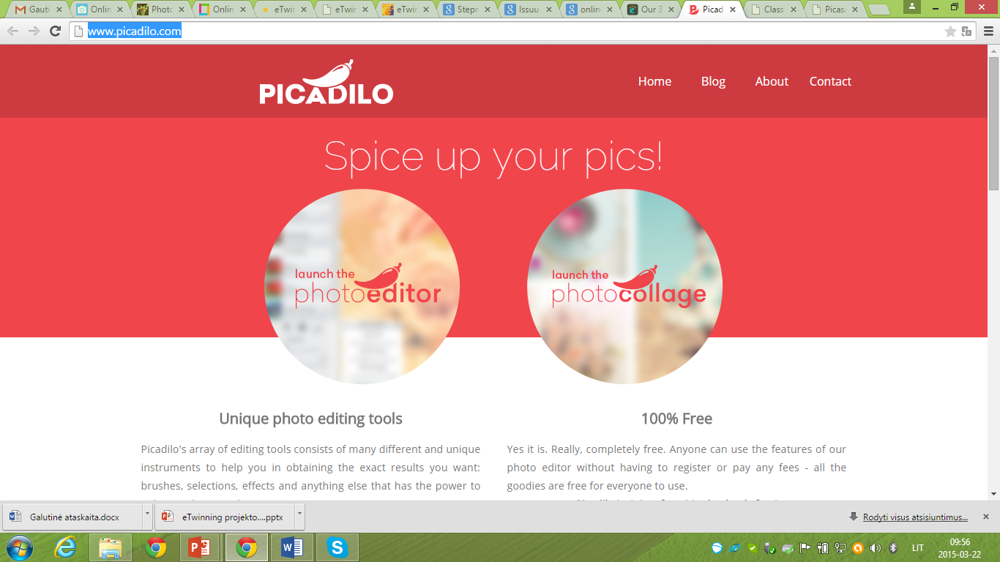 Gauti
Onlin
Photo
Onlin
eTwir
eTwir
eTwir
Stepr
Issuu
onlin
Our 3
Picad
Class
Picas
www.picadilo.com
PICADILO
Home Blog About Contact
Spice up your pics!
launch the
photoeditor
launch the
photocollage
Unique photo editing tools
Picadilo's array of editing tools consists of many different and unique
instruments to help you in obtaining the exact results you want:
brushes, selections, effects and anything else that has the power to
100% Free
Yes it is. Really, completely free. Anyone can use the features of our
photo editor without having to register or pay any fees - all the
goodies are free for everyone to use.
Galutinė ataskaita.docx
eTwinning projekto....pptx
Rodyti visus atsisiuntimus...
LIT
09:56
2015-03-22